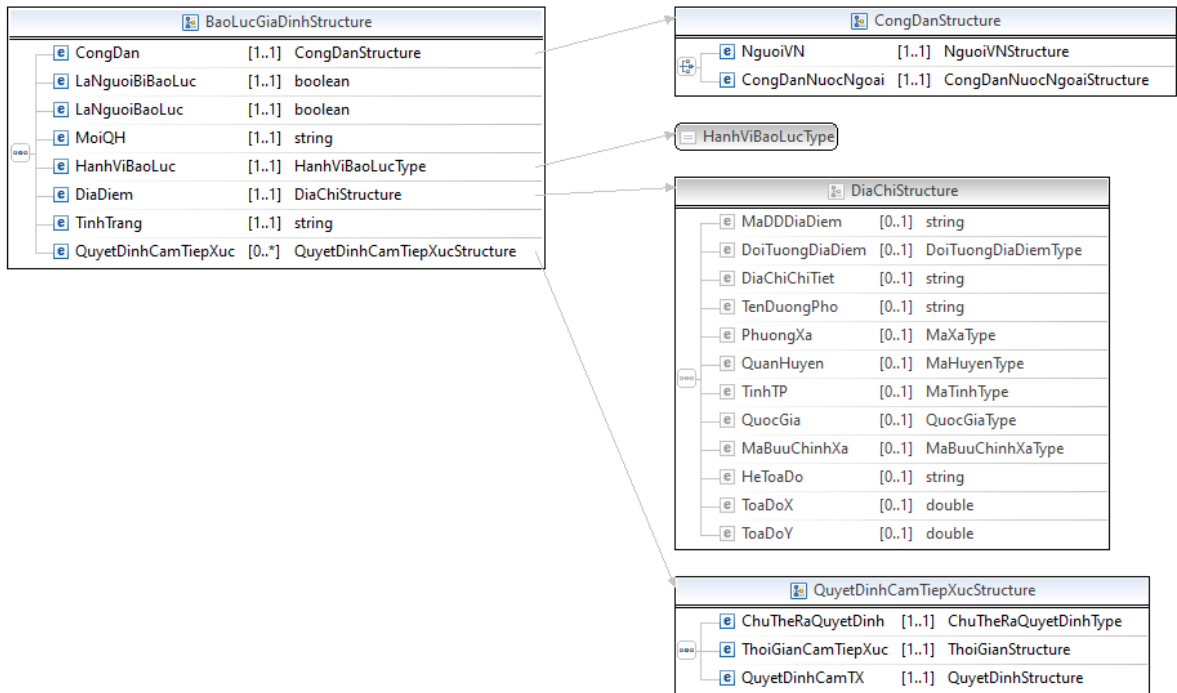 BaoLucGiaDinhStructure
CongDan [1..1] CongDanStructure
LaNguoiBiBaoLuc [1..1] boolean
LaNguoiBaoLuc [1..1] boolean
MoiQH [1..1] string
HanhViBaoLuc [1..1] HanhViBaoLucType
DiaDiem [1..1] DiaChiStructure
TinhTrang [1..1] string
QuyetDinhCamTiepXuc [0..*] QuyetDinhCamTiepXucStructure
CongDanStructure
NguoiVN [1..1] NguoiVNStructure
CongDanNuocNgoai [1..1] CongDanNuocNgoaiStructure
HanhViBaoLucType
DiaChiStructure
MaDDDiaDiem [0..1] string
DoiTuongDiaDiem [0..1] DoiTuongDiaDiemType
DiaChiChiTiet [0..1] string
TenDuongPho [0..1] string
PhuongXa [0..1] MaXaType
QuanHuyen [0..1] MaHuyenType
TinhTP [0..1] MaTinhType
QuocGia [0..1] QuocGiaType
MaBuuChinhXa [0..1] MaBuuChinhXaType
HeToaDo [0..1] string
ToaDoX [0..1] double
ToaDoY [0..1] double
QuyetDinhCamTiepXucStructure
ChuTheRaQuyetDinh [1..1] ChuTheRaQuyetDinhType
ThoiGianCamTiepXuc [1..1] ThoiGianStructure
QuyetDinhCamTX [1..1] QuyetDinhStructure